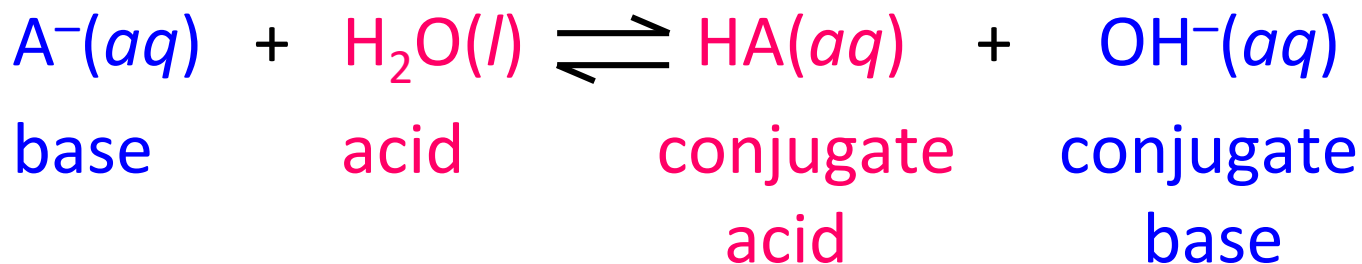 A⁻(aq) + H₂O(l) ⇌ HA(aq) + OH⁻(aq)
base acid conjugate conjugate
acid base